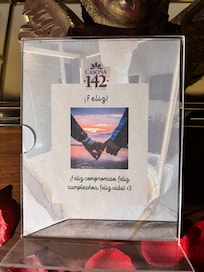 CASONA
142
¡Feliz!
¡Feliz compromiso, feliz
cumpleaños, feliz vida! <3